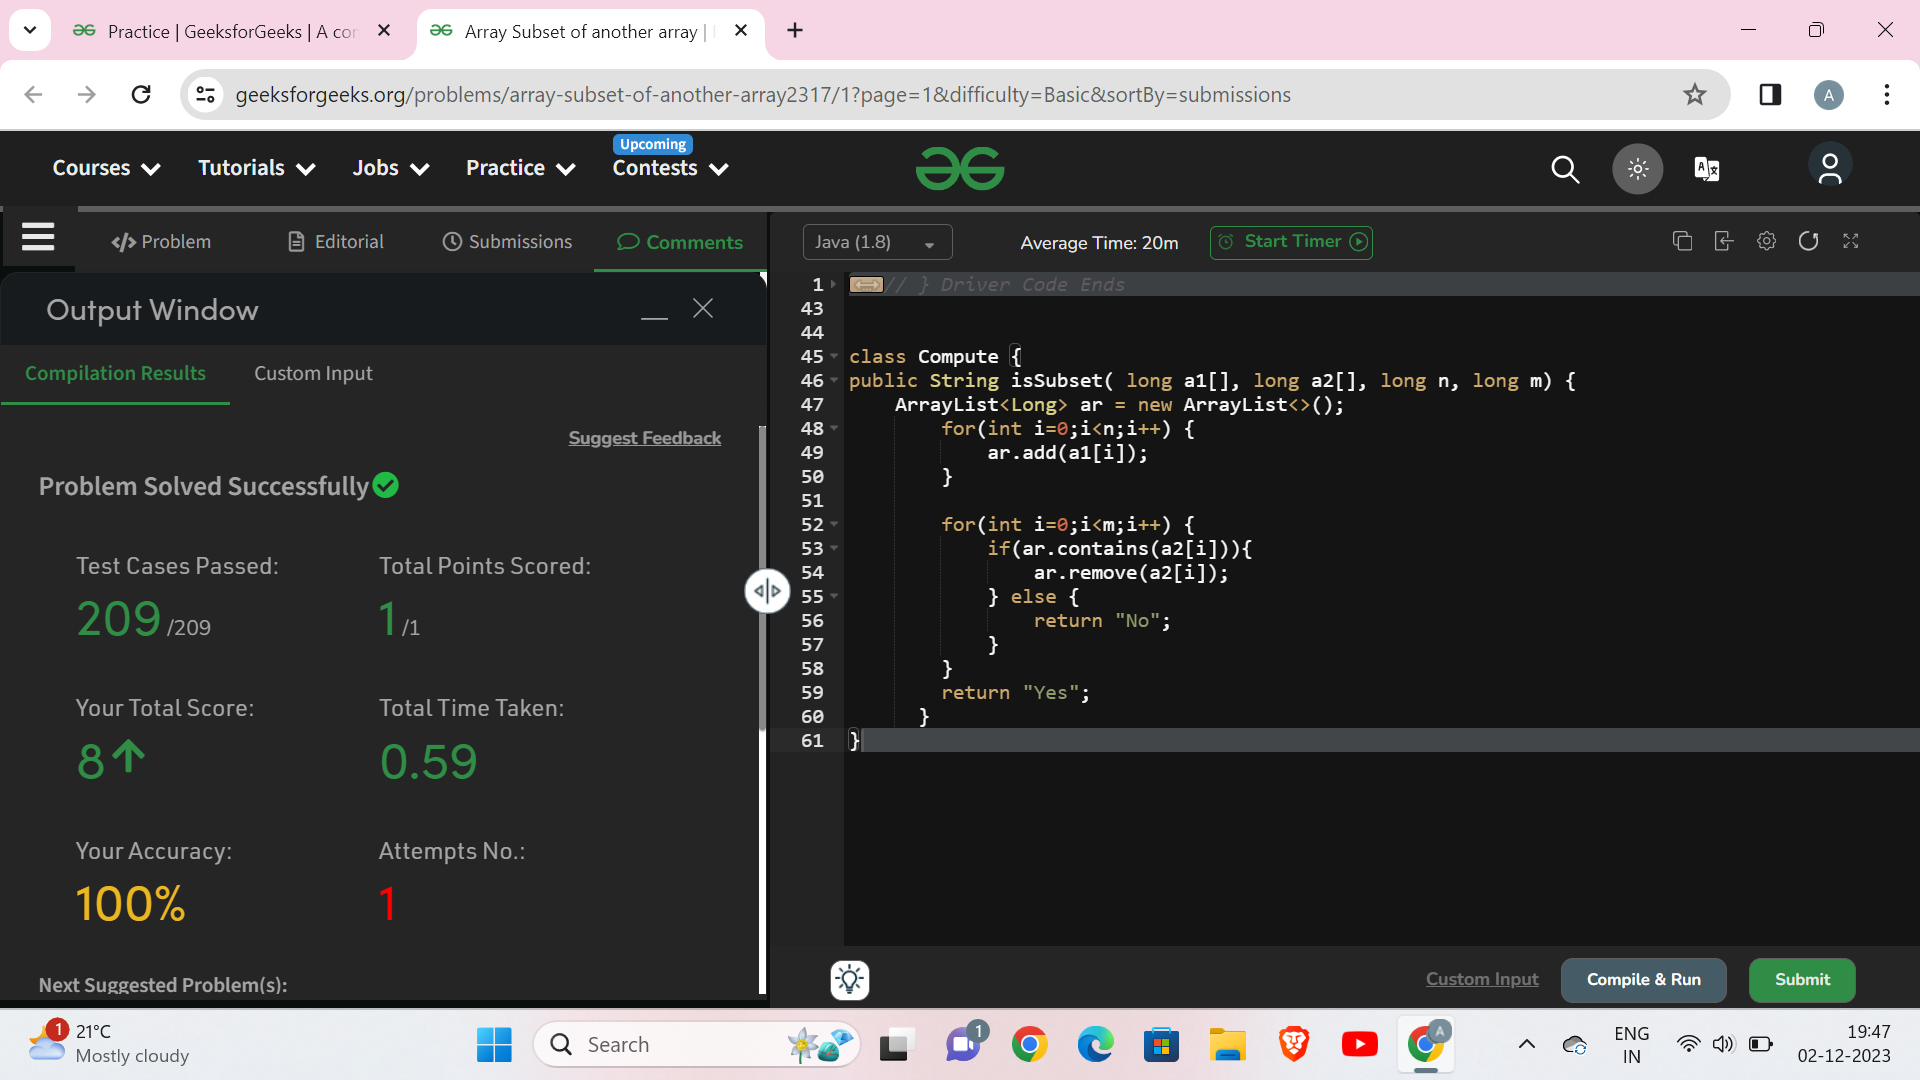 Practice | GeeksforGeeks | A co
Array Subset of another array |
geeksforgeeks.org/problems/array-subset-of-another-array2317/1?page=1&difficulty=Basic&sortBy=submissions
A
Courses
Tutorials
Jobs
Practice
Upcoming
Contests
Problem
Editorial
Submissions
Comments
Java (1.8)
Average Time: 20m
Start Timer
Output Window
Compilation Results
Custom Input
Suggest Feedback
Problem Solved Successfully
Test Cases Passed:
209 /209
Total Points Scored:
1 /1
Your Total Score:
8
Total Time Taken:
0.59
Your Accuracy:
100%
Attempts No.:
1
Next Suggested Problem(s):
1 // } Driver Code Ends
43
44
45 class Compute {
46 public String isSubset( long a1[], long a2[], long n, long m) {
47     ArrayList<Long> ar = new ArrayList<>();
48         for(int i=0;i<n;i++) {
49             ar.add(a1[i]);
50         }
51
52         for(int i=0;i<m;i++) {
53             if(ar.contains(a2[i])){
54                 ar.remove(a2[i]);
55             } else {
56                 return "No";
57             }
58         }
59         return "Yes";
60       }
61 }
Custom Input
Compile & Run
Submit
1
21°C
Mostly cloudy
Search
1
A
ENG
IN
19:47
02-12-2023